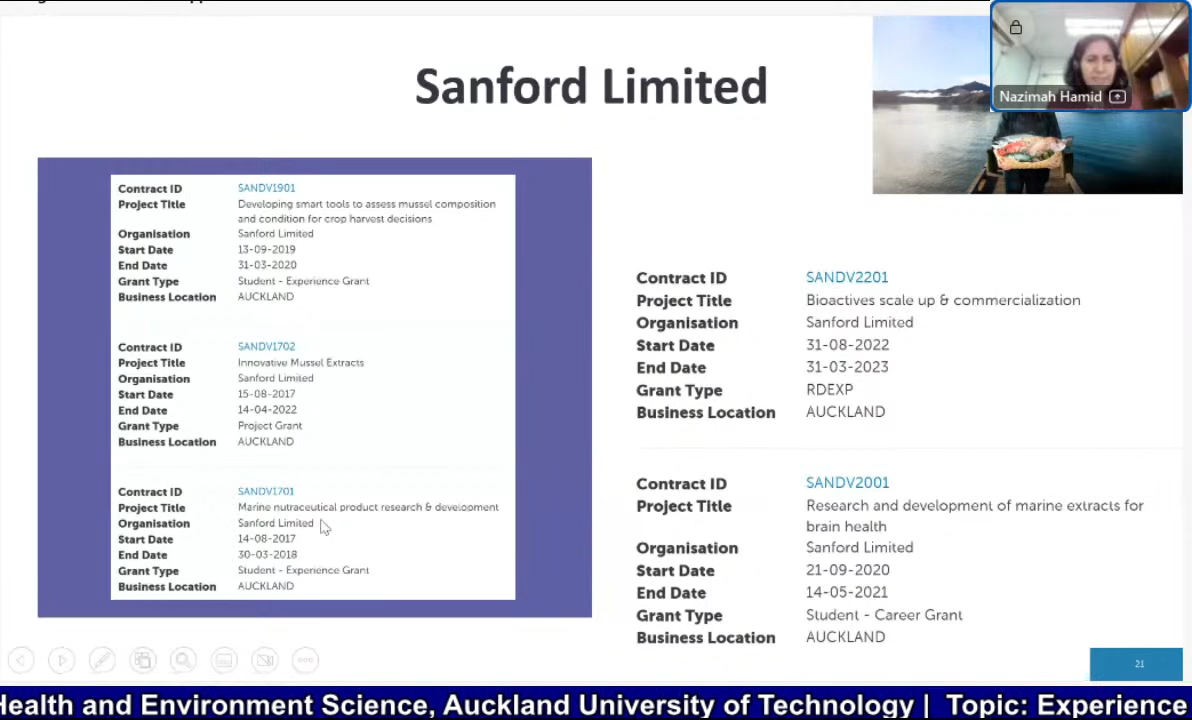 Sanford Limited
Nazimah Hamid
Contract ID SANDV1901
Project Title Developing smart tools to assess mussel composition
and condition for crop harvest decisions
Organisation Sanford Limited
Start Date 13-09-2019
End Date 31-03-2020
Grant Type Student - Experience Grant
Business Location AUCKLAND
Contract ID SANDV1702
Project Title Innovative Mussel Extracts
Organisation Sanford Limited
Start Date 15-08-2017
End Date 14-04-2022
Grant Type Project Grant
Business Location AUCKLAND
Contract ID SANDV1701
Project Title Marine nutraceutical product research & development
Organisation Sanford Limited
Start Date 14-08-2017
End Date 30-03-2018
Grant Type Student - Experience Grant
Business Location AUCKLAND
Contract ID SANDV2201
Project Title Bioactives scale up & commercialization
Organisation Sanford Limited
Start Date 31-08-2022
End Date 31-03-2023
Grant Type RDEXP
Business Location AUCKLAND
Contract ID SANDV2001
Project Title Research and development of marine extracts for
brain health
Organisation Sanford Limited
Start Date 21-09-2020
End Date 14-05-2021
Grant Type Student - Career Grant
Business Location AUCKLAND
21
Health and Environment Science, Auckland University of Technology | Topic: Experience